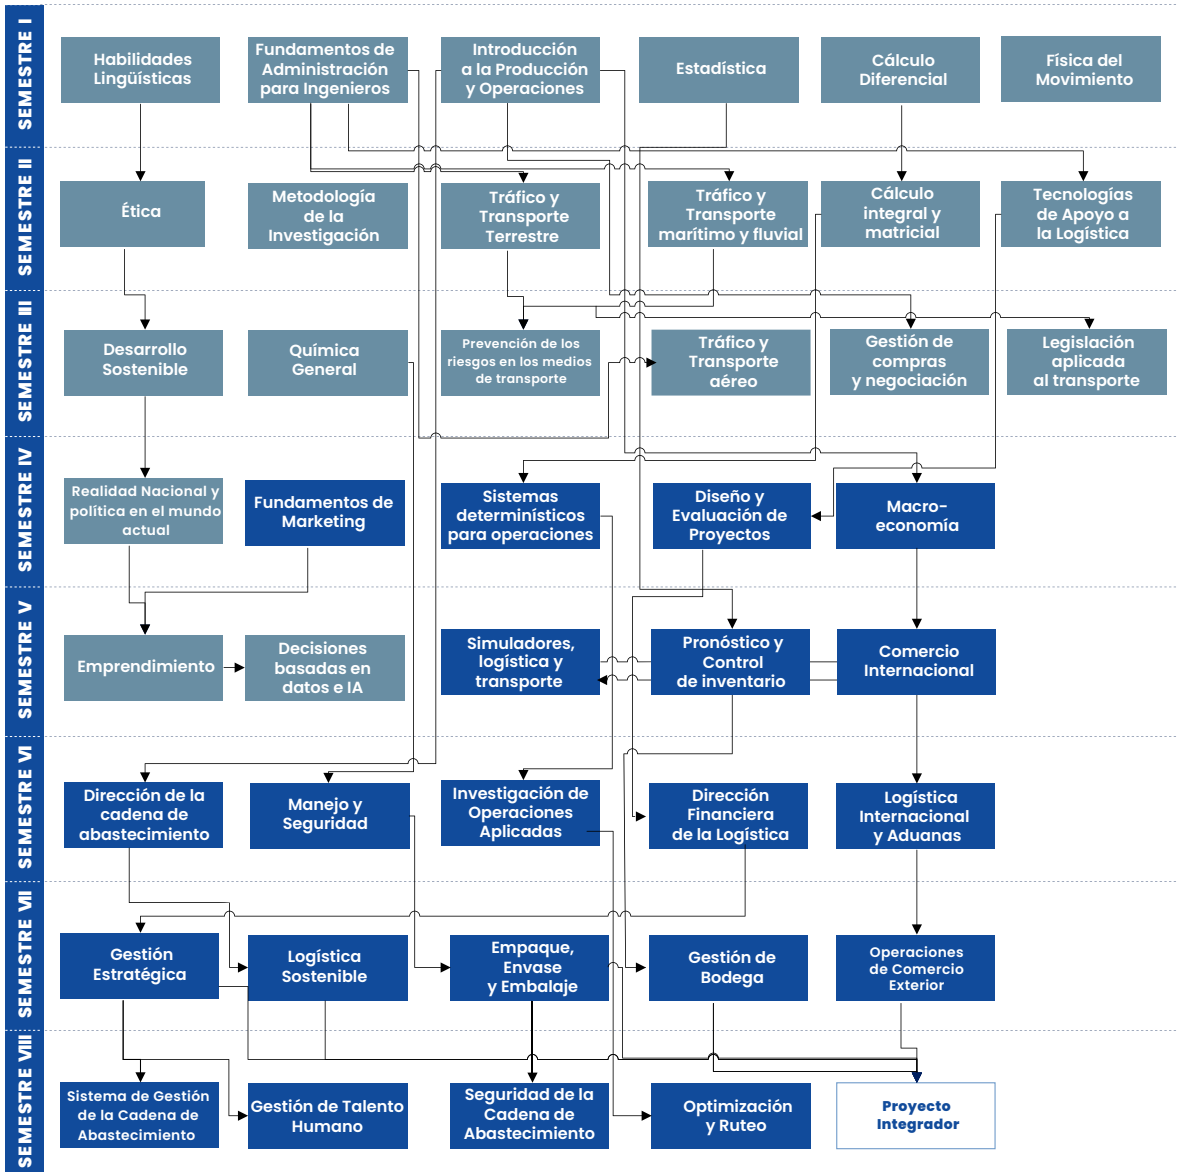 SEMESTRE I
Habilidades
Lingüísticas
Fundamentos de
Administración
para Ingenieros
Introducción
a la Producción
y Operaciones
Estadística
Cálculo
Diferencial
Física del
Movimiento
SEMESTRE II
Ética
Metodología
de la
Investigación
Tráfico y
Transporte
Terrestre
Tráfico y
Transporte
marítimo y fluvial
Cálculo
integral y
matricial
Tecnologías
de Apoyo a
la Logística
SEMESTRE III
Desarrollo
Sostenible
Química
General
Prevención de los
riesgos en los medios
de transporte
Tráfico y
Transporte
aéreo
Gestión de
compras
y negociación
Legislación
aplicada
al transporte
SEMESTRE IV
Realidad Nacional y
política en el mundo
actual
Fundamentos de
Marketing
Sistemas
determinísticos
para operaciones
Diseño y
Evaluación de
Proyectos
Macro-
economía
SEMESTRE V
Emprendimiento
Decisiones
basadas en
datos e IA
Simuladores,
logística y
transporte
Pronóstico y
Control
de inventario
Comercio
Internacional
SEMESTRE VI
Dirección de la
cadena de
abastecimiento
Manejo y
Seguridad
Investigación de
Operaciones
Aplicadas
Dirección
Financiera
de la Logística
Logística
Internacional
y Aduanas
SEMESTRE VII
Gestión
Estratégica
Logística
Sostenible
Empaque,
Envase
y Embalaje
Gestión de
Bodega
Operaciones
de Comercio
Exterior
SEMESTRE VIII
Sistema de Gestión
de la Cadena de
Abastecimiento
Gestión de Talento
Humano
Seguridad de la
Cadena de
Abastecimiento
Optimización
y Ruteo
Proyecto
Integrador